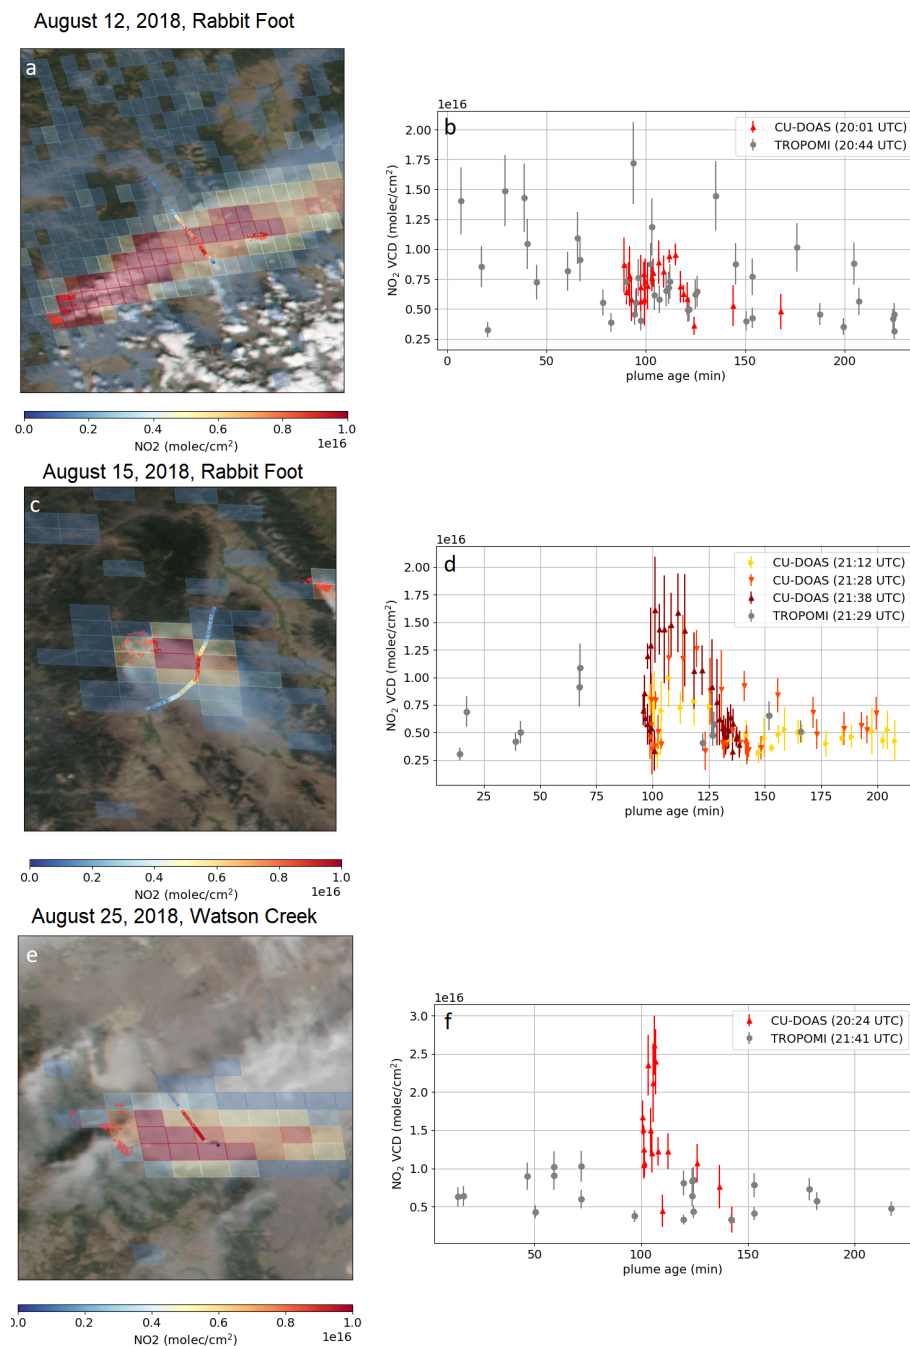 August 12, 2018, Rabbit Foot
a
0.0 0.2 0.4 0.6 0.8 1.0
1e16
NO2 (molec/cm²)
1e16
b
CU-DOAS (20:01 UTC)
TROPOMI (20:44 UTC)
2.00
1.75
1.50
1.25
1.00
0.75
0.50
0.25
NO₂ VCD (molec/cm²)
0 50 100 150 200
plume age (min)
August 15, 2018, Rabbit Foot
c
0.0 0.2 0.4 0.6 0.8 1.0
1e16
NO2 (molec/cm²)
1e16
d
CU-DOAS (21:12 UTC)
CU-DOAS (21:28 UTC)
CU-DOAS (21:38 UTC)
TROPOMI (21:29 UTC)
2.00
1.75
1.50
1.25
1.00
0.75
0.50
0.25
NO₂ VCD (molec/cm²)
25 50 75 100 125 150 175 200
plume age (min)
August 25, 2018, Watson Creek
e
0.0 0.2 0.4 0.6 0.8 1.0
1e16
NO2 (molec/cm²)
1e16
f
CU-DOAS (20:24 UTC)
TROPOMI (21:41 UTC)
3.0
2.5
2.0
1.5
1.0
0.5
NO₂ VCD (molec/cm²)
50 100 150 200
plume age (min)